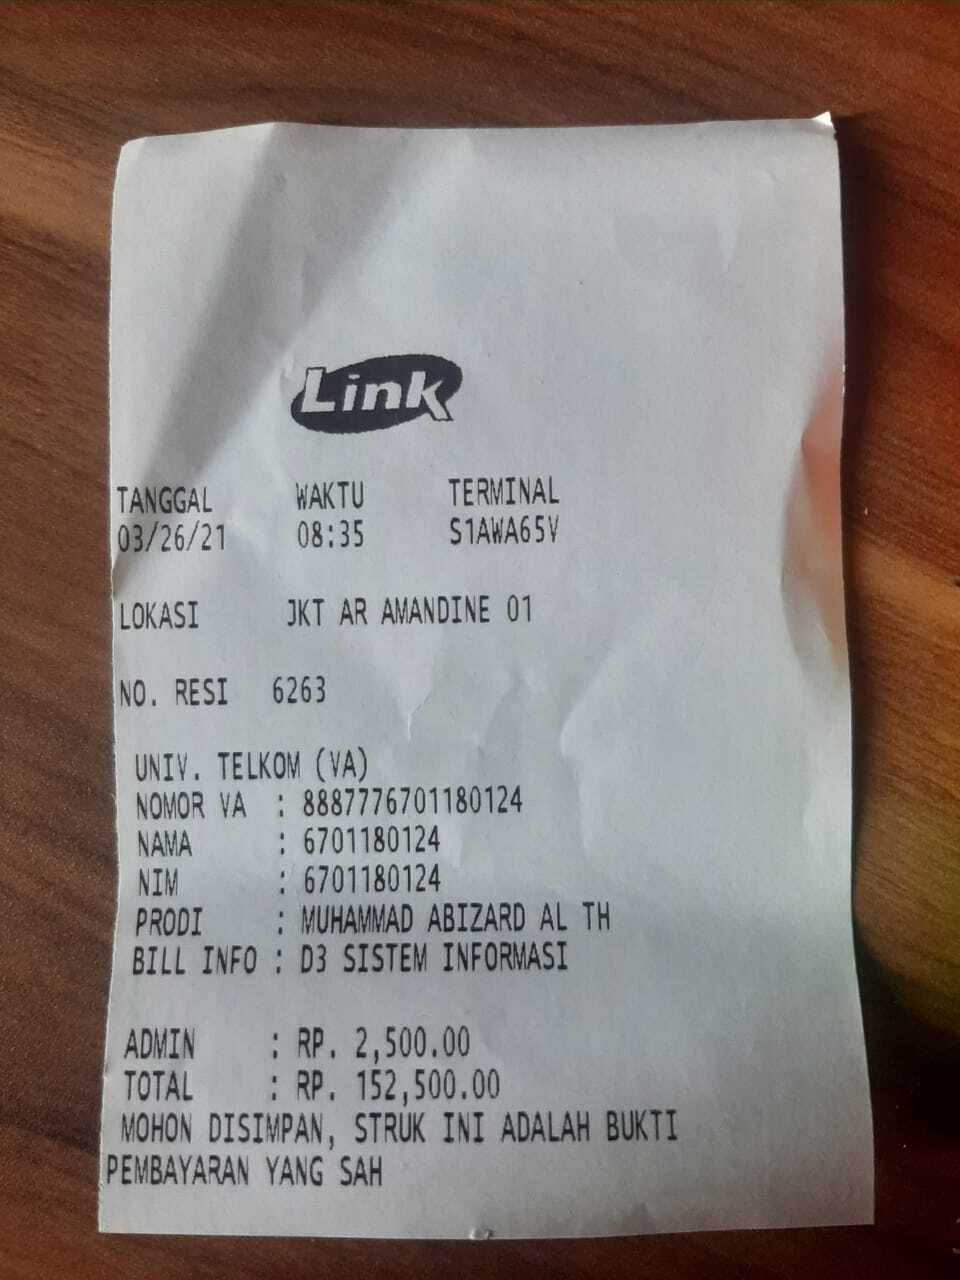 Link
TANGGAL WAKTU TERMINAL
03/26/21 08:35 S1AWA65V
LOKASI JKT AR AMANDINE 01
NO. RESI 6263
UNIV. TELKOM (VA)
NOMOR VA : 8887776701180124
NAMA : 6701180124
NIM : 6701180124
PRODI : MUHAMMAD ABIZARD AL TH
BILL INFO : D3 SISTEM INFORMASI
ADMIN : RP. 2,500.00
TOTAL : RP. 152,500.00
MOHON DISIMPAN, STRUK INI ADALAH BUKTI
PEMBAYARAN YANG SAH